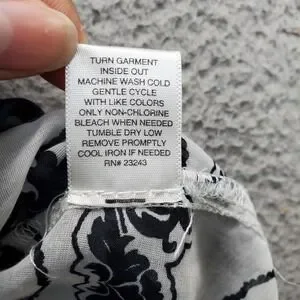 TURN GARMENT
INSIDE OUT
MACHINE WASH COLD
GENTLE CYCLE
WITH LIKE COLORS
ONLY NON-CHLORINE
BLEACH WHEN NEEDED
TUMBLE DRY LOW
REMOVE PROMPTLY
COOL IRON IF NEEDED
RN# 23243